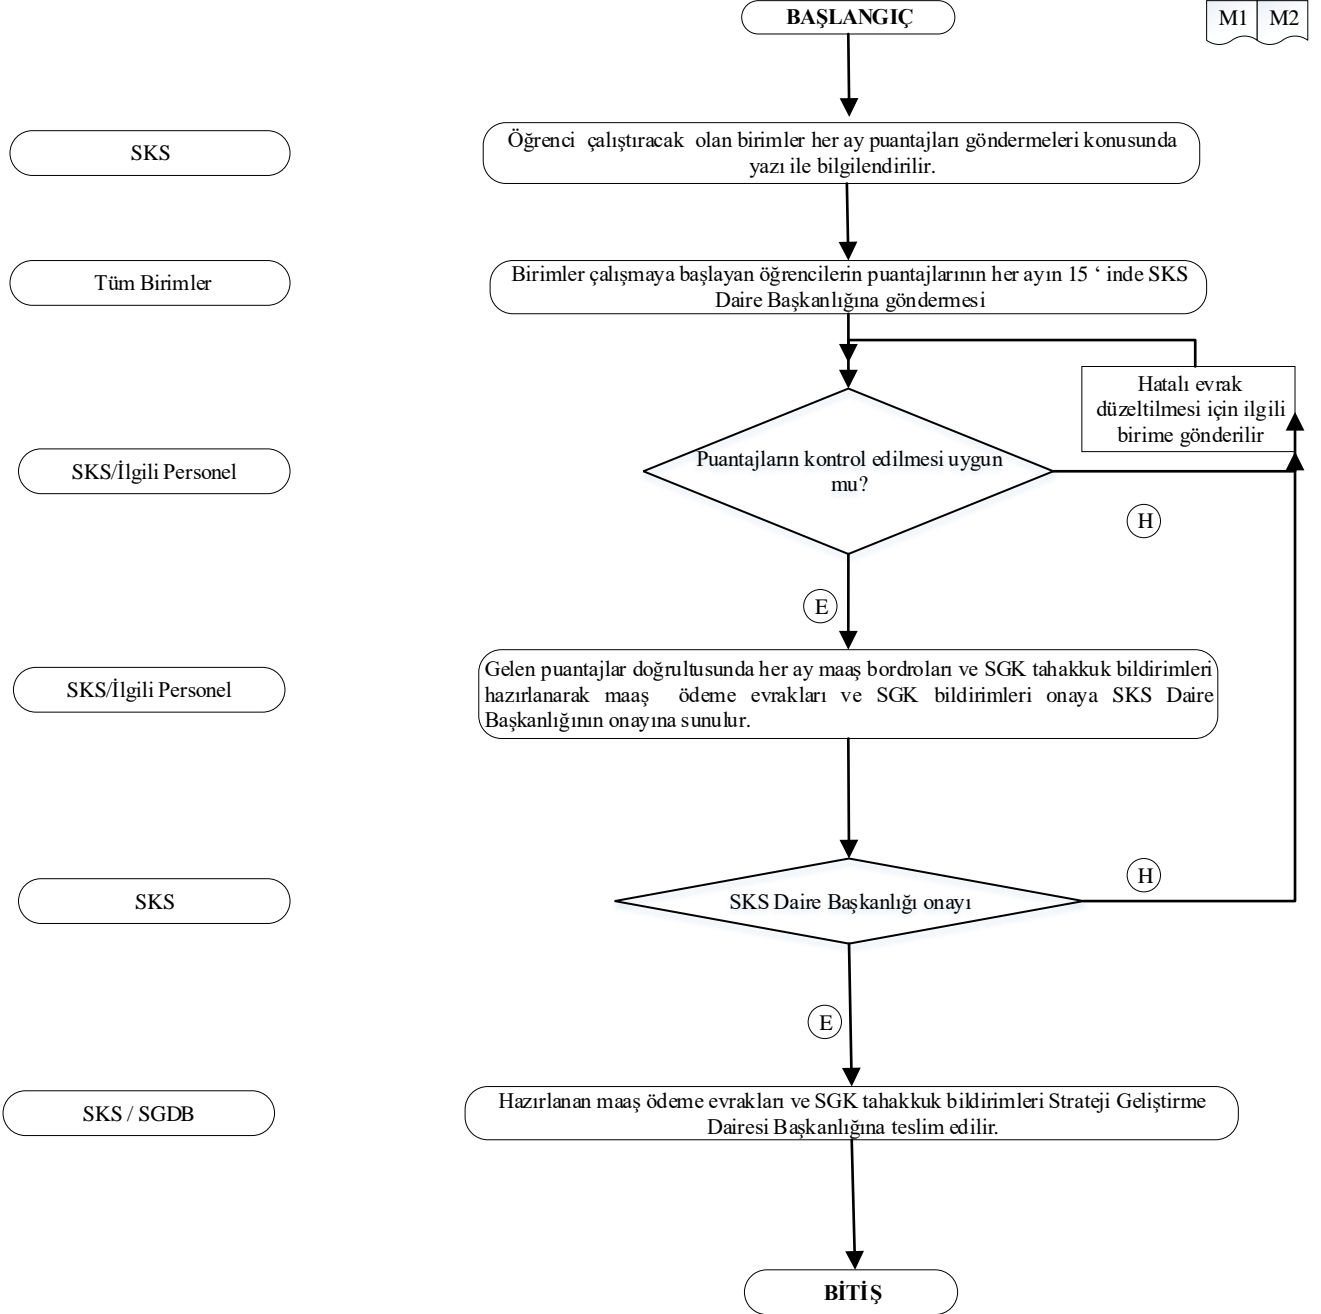 BAŞLANGIÇ
M1 M2
SKS
Öğrenci çalıştıracak olan birimler her ay puantajları göndermeleri konusunda
yazı ile bilgilendirilir.
Tüm Birimler
Birimler çalışmaya başlayan öğrencilerin puantajlarının her ayın 15 ‘ inde SKS
Daire Başkanlığına göndermesi
Hatalı evrak
düzeltilmesi için ilgili
birime gönderilir
SKS/İlgili Personel
Puantajların kontrol edilmesi uygun
mu?
H
E
SKS/İlgili Personel
Gelen puantajlar doğrultusunda her ay maaş bordroları ve SGK tahakkuk bildirimleri
hazırlanarak maaş ödeme evrakları ve SGK bildirimleri onaya SKS Daire
Başkanlığının onayına sunulur.
H
SKS
SKS Daire Başkanlığı onayı
E
SKS / SGDB
Hazırlanan maaş ödeme evrakları ve SGK tahakkuk bildirimleri Strateji Geliştirme
Dairesi Başkanlığına teslim edilir.
BİTİŞ